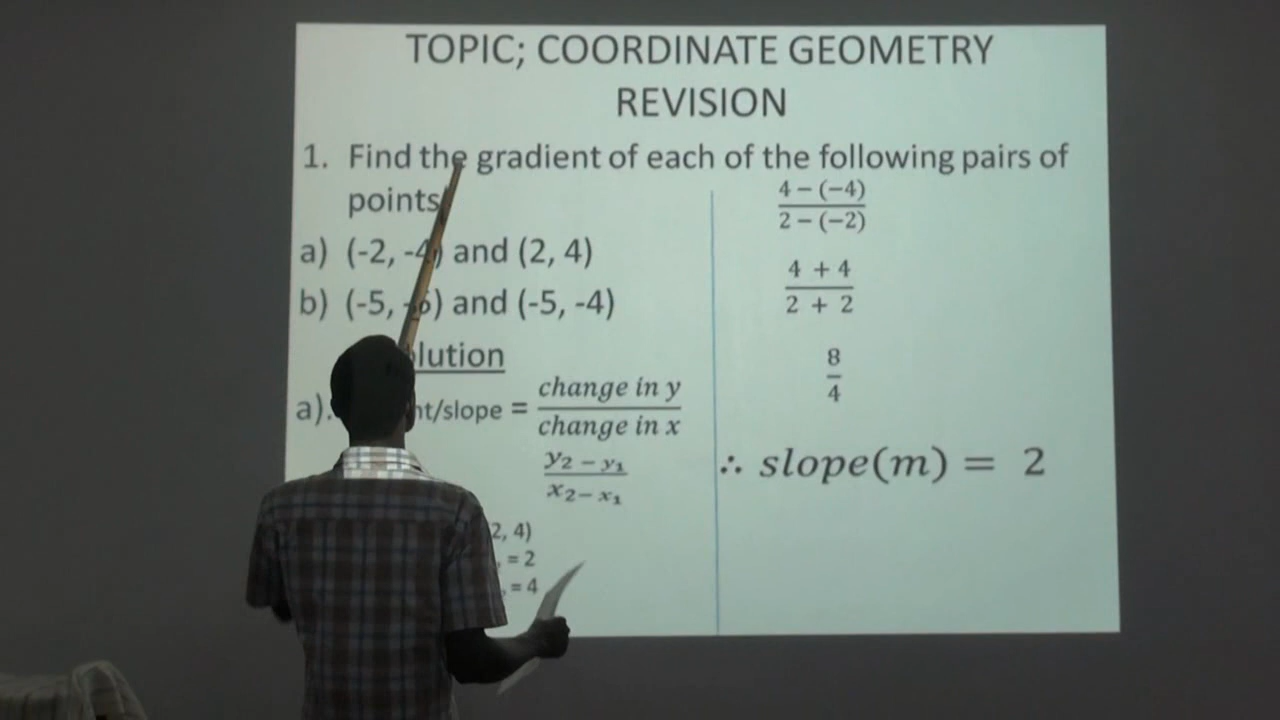 TOPIC; COORDINATE GEOMETRY
REVISION
1. Find the gradient of each of the following pairs of
points
a) (-2, -4) and (2, 4)
b) (-5, -6) and (-5, -4)
lution
a). nt/slope = change in y / change in x
y₂ − y₁ / x₂ − x₁
2, 4)
= 2
= 4
4 − (−4) / 2 − (−2)
4 + 4 / 2 + 2
8 / 4
∴ slope(m) = 2